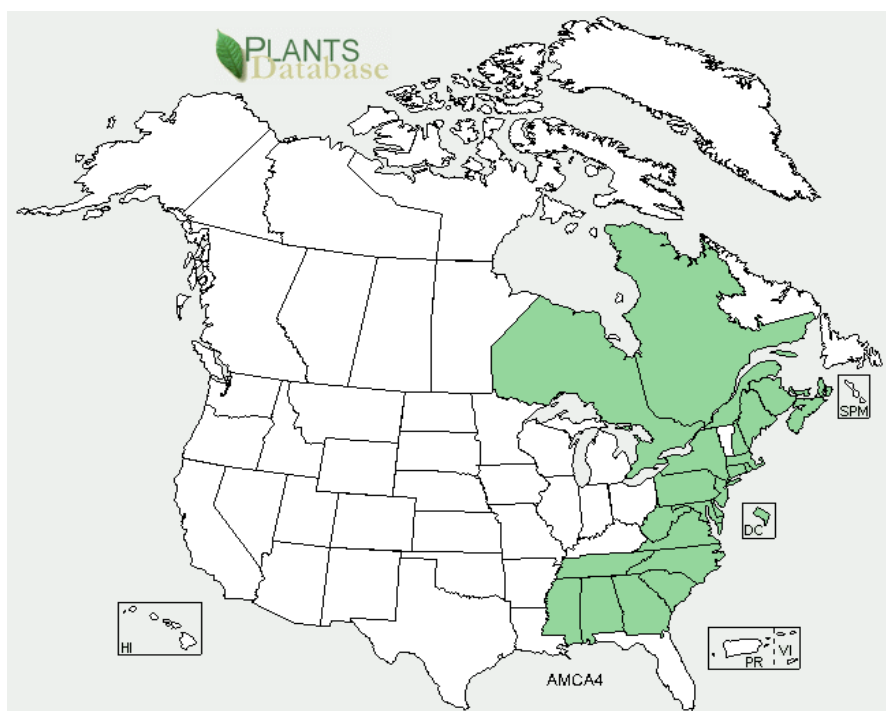 PLANTS
Database
SPM
DC
HI
PR
VI
AMCA4